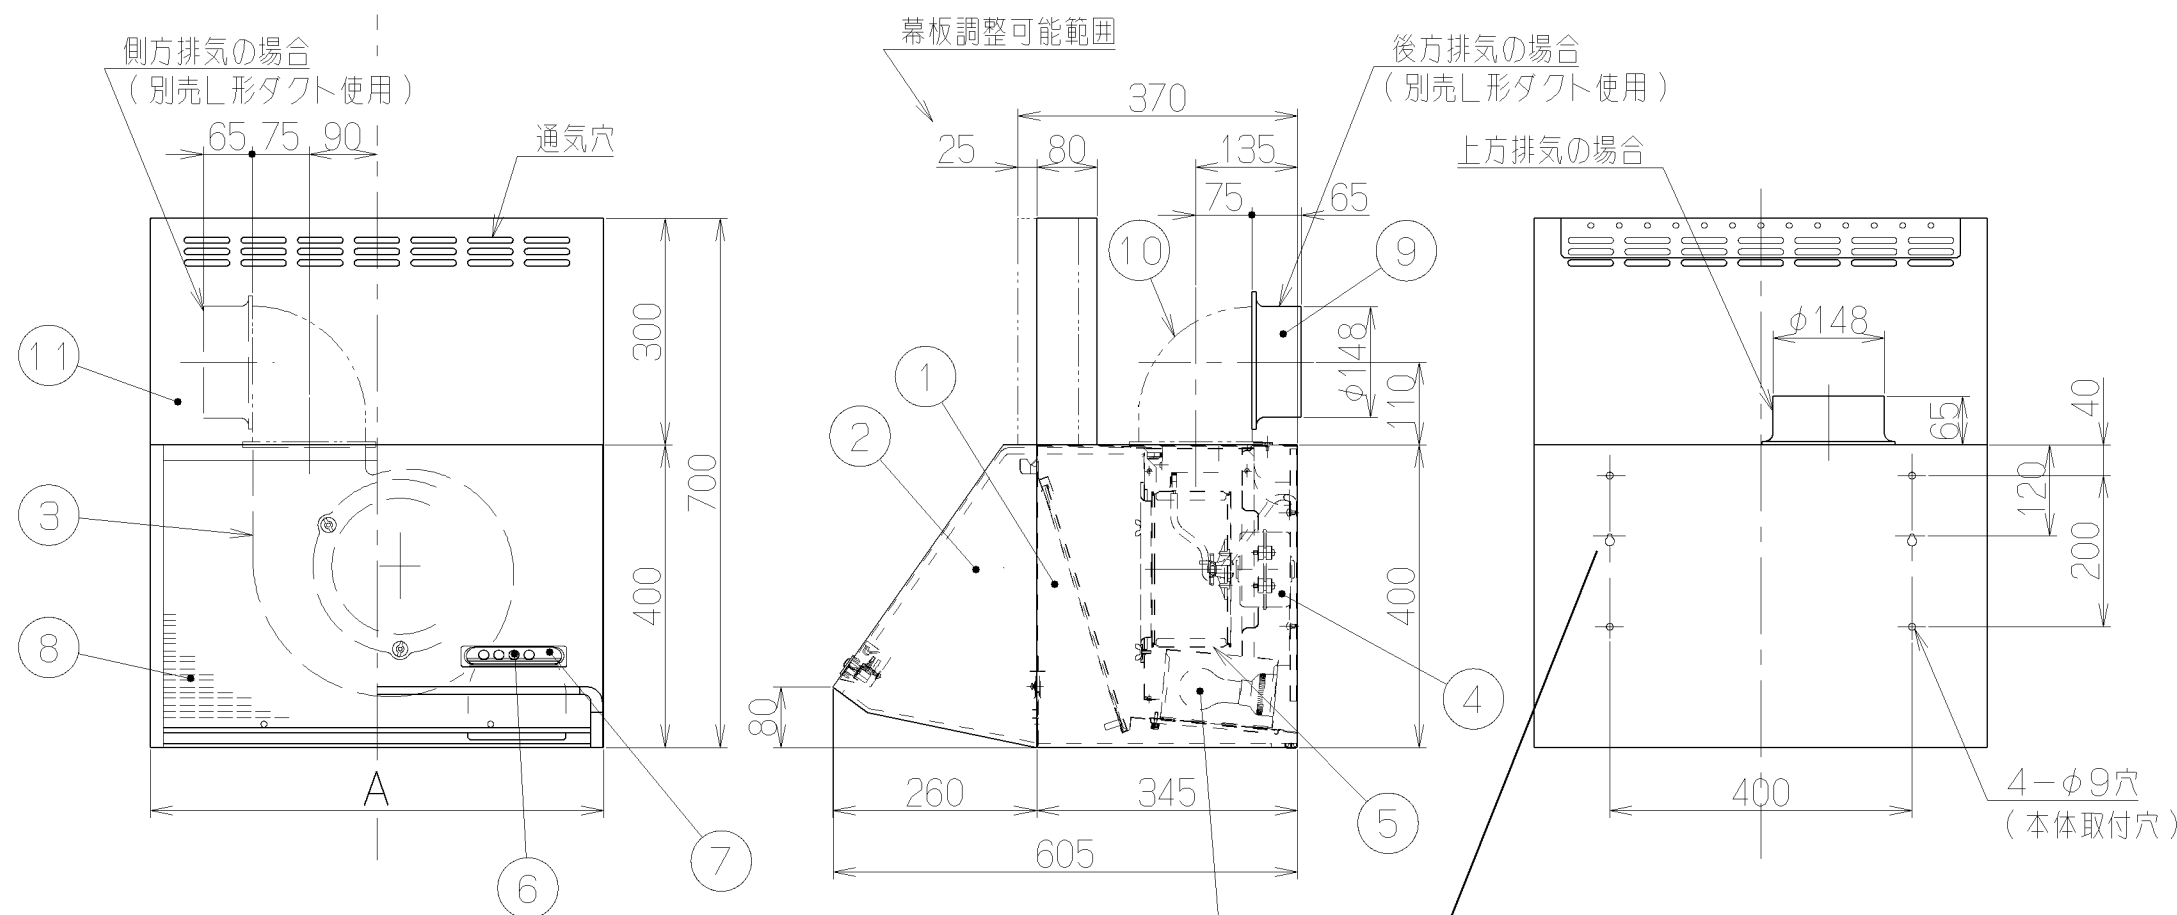 幕板調整可能範囲
側方排気の場合
(別売L形ダクト使用)
後方排気の場合
(別売L形ダクト使用)
370
65 75 90
通気穴
25 80 135
上方排気の場合
75 65
10
9
φ148
300
11
1
φ148
110
40
65
2
700
120
3
200
400
400
8
4
80
A
260 345
5
400
4-φ9穴
(本体取付穴)
7
605
6